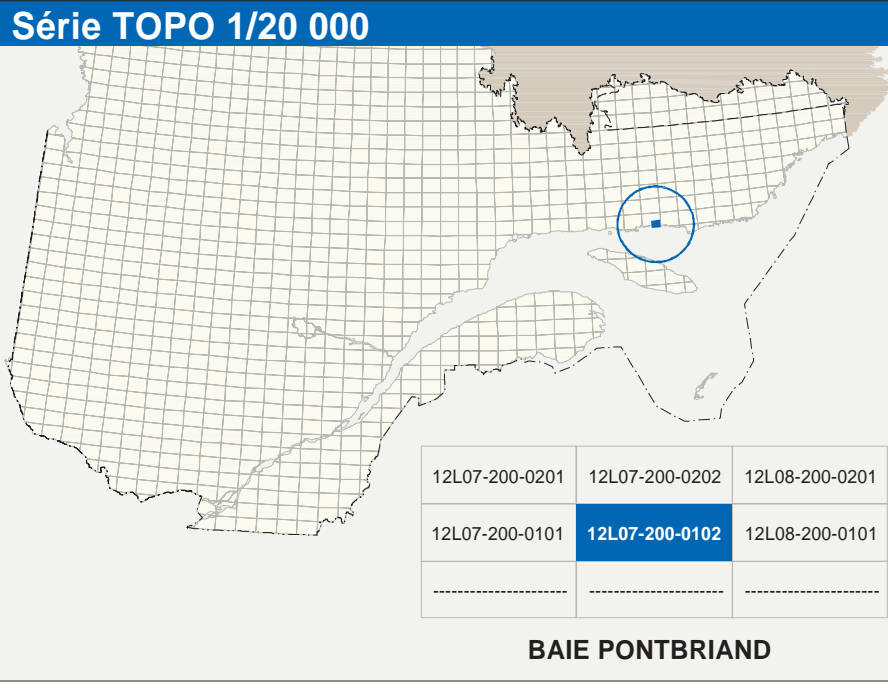 Série TOPO 1/20 000
12L07-200-0201 12L07-200-0202 12L08-200-0201
12L07-200-0101 12L07-200-0102 12L08-200-0101
---------------------- ---------------------- ----------------------
BAIE PONTBRIAND